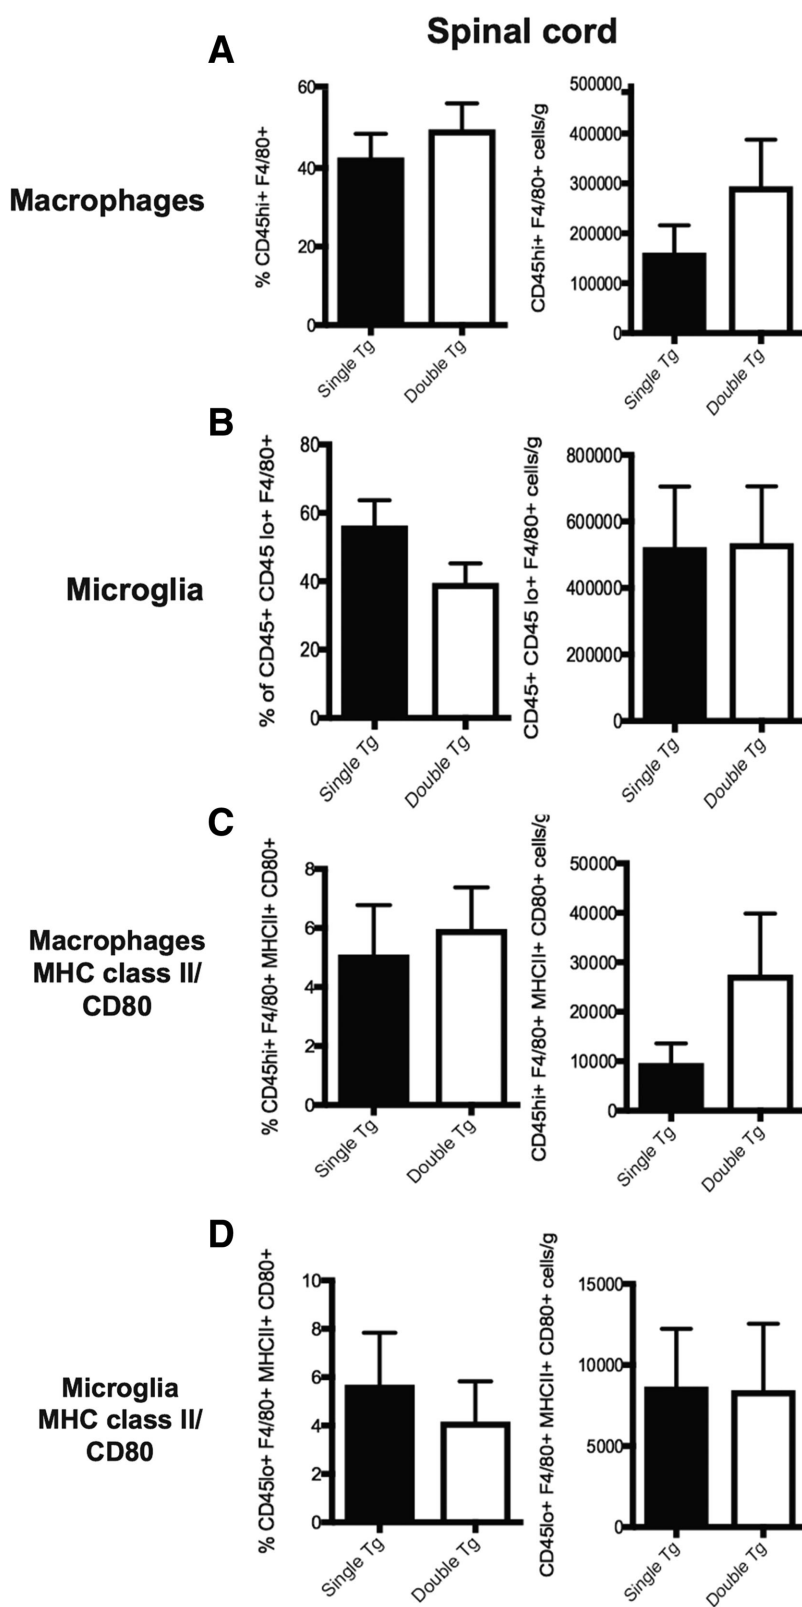 Spinal cord
A
Macrophages
% CD45hi+ F4/80+
60
40
20
0
Single Tg
Double Tg
CD45hi+ F4/80+ cells/g
500000
400000
300000
200000
100000
0
Single Tg
Double Tg
B
Microglia
% of CD45+ CD45 lo+ F4/80+
80
60
40
20
0
Single Tg
Double Tg
CD45+ CD45 lo+ F4/80+ cells/g
800000
600000
400000
200000
0
Single Tg
Double Tg
C
Macrophages
MHC class II/
CD80
% CD45hi+ F4/80+ MHCII+ CD80+
8
6
4
2
0
Single Tg
Double Tg
CD45hi+ F4/80+ MHCII+ CD80+ cells/g
50000
40000
30000
20000
10000
0
Single Tg
Double Tg
D
Microglia
MHC class II/
CD80
% CD45lo+ F4/80+ MHCII+ CD80+
10
8
6
4
2
0
Single Tg
Double Tg
CD45lo+ F4/80+ MHCII+ CD80+ cells/g
15000
10000
5000
0
Single Tg
Double Tg